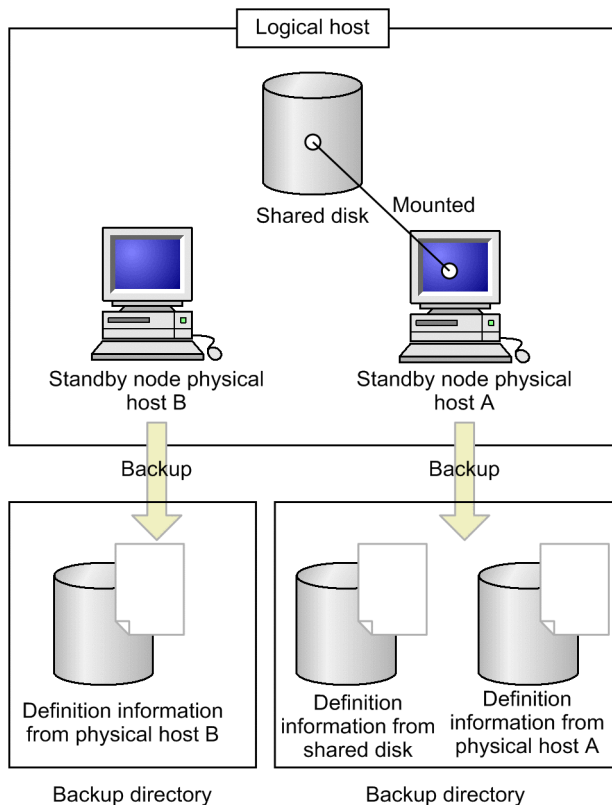 Logical host
Shared disk
Mounted
Standby node physical
host B
Standby node physical
host A
Backup
Backup
Definition information
from physical host B
Definition
information from
shared disk
Definition
information from
physical host A
Backup directory
Backup directory